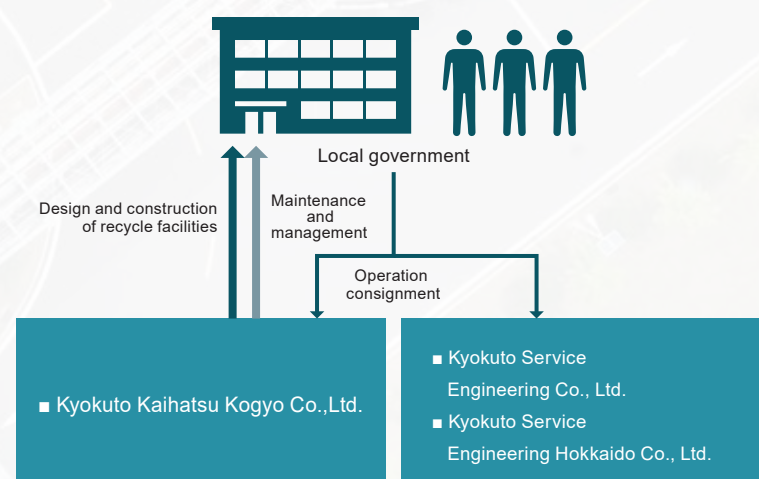 Local government
Design and construction
of recycle facilities
Maintenance
and
management
Operation
consignment
■ Kyokuto Kaihatsu Kogyo Co.,Ltd.
■ Kyokuto Service
Engineering Co., Ltd.
■ Kyokuto Service
Engineering Hokkaido Co., Ltd.